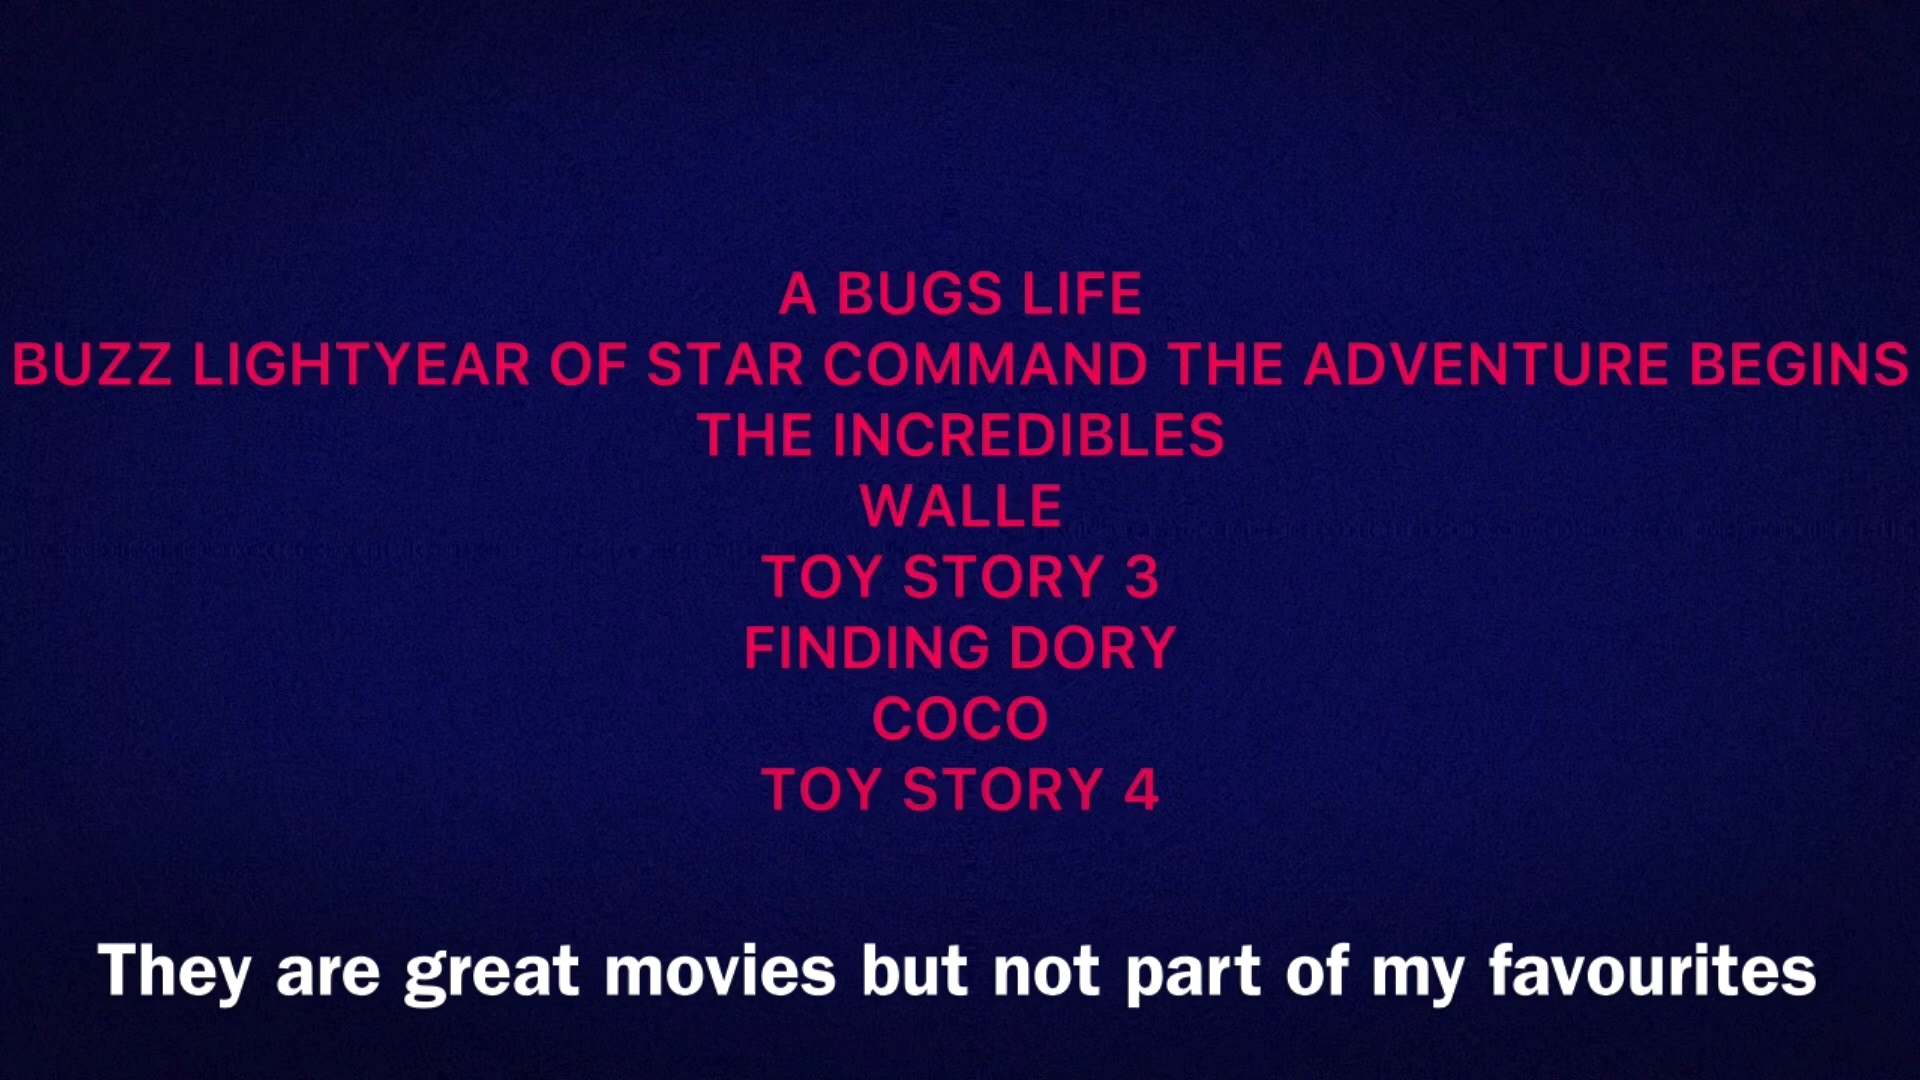 A BUGS LIFE
BUZZ LIGHTYEAR OF STAR COMMAND THE ADVENTURE BEGINS
THE INCREDIBLES
WALLE
TOY STORY 3
FINDING DORY
COCO
TOY STORY 4
They are great movies but not part of my favourites